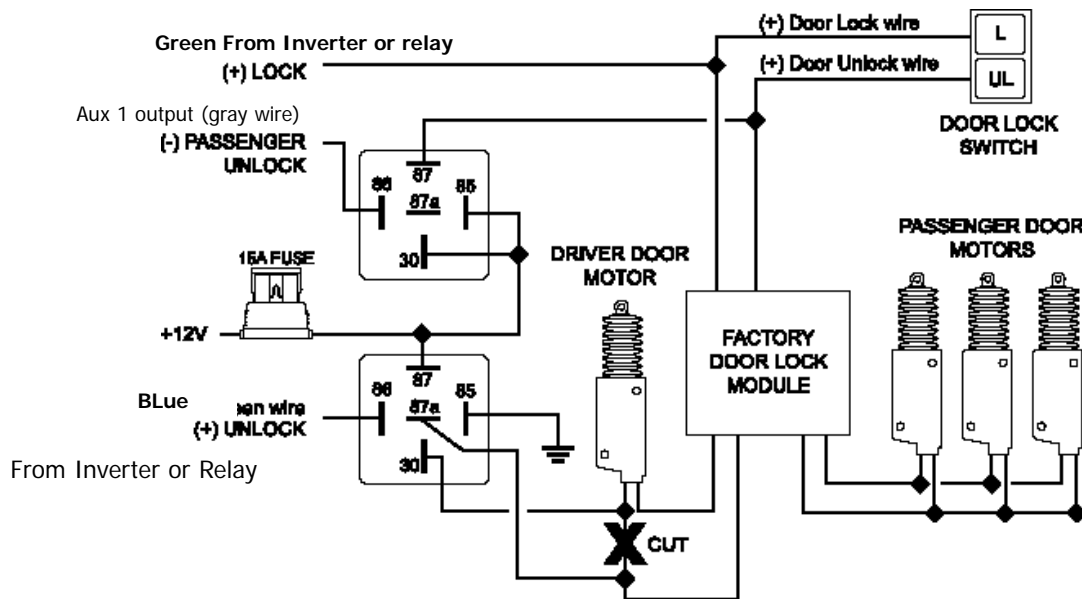 Green From Inverter or relay
(+) LOCK
(+) Door Lock wire
L
(+) Door Unlock wire
UL
DOOR LOCK
SWITCH
Aux 1 output (gray wire)
(-) PASSENGER
UNLOCK
87
86
87a
85
30
15A FUSE
+12V
DRIVER DOOR
MOTOR
PASSENGER DOOR
MOTORS
FACTORY
DOOR LOCK
MODULE
87
86
87a
85
30
BLue
wire
(+) UNLOCK
From Inverter or Relay
CUT